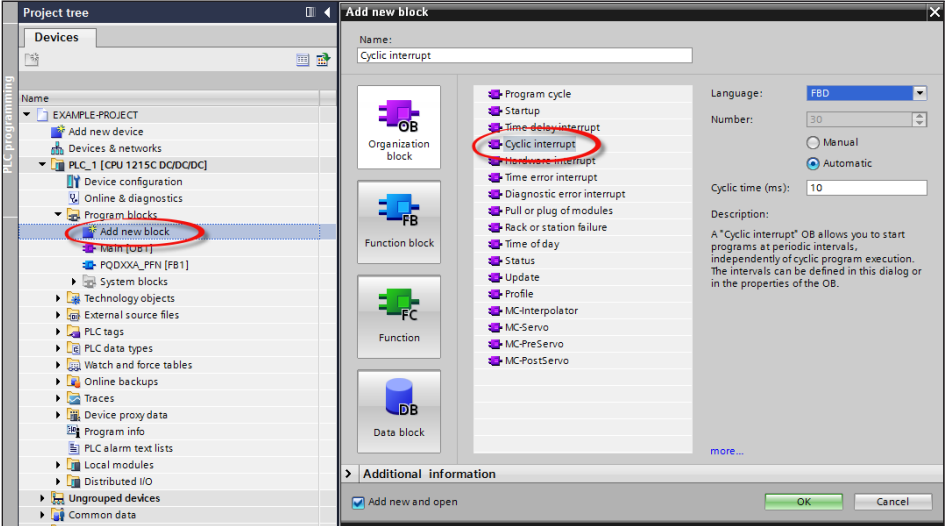 Project tree
Devices
PLC programming
Name
EXAMPLE-PROJECT
Add new device
Devices & networks
PLC_1 [CPU 1215C DC/DC/DC]
Device configuration
Online & diagnostics
Program blocks
Add new block
Main [OB1]
PQDXXA_PFN [FB1]
System blocks
Technology objects
External source files
PLC tags
PLC data types
Watch and force tables
Online backups
Traces
Device proxy data
Program info
PLC alarm text lists
Local modules
Distributed I/O
Ungrouped devices
Common data
Add new block
Name:
Cyclic interrupt
OB
Organization
block
FB
Function block
FC
Function
DB
Data block
Program cycle
Startup
Time delay interrupt
Cyclic interrupt
Hardware interrupt
Time error interrupt
Diagnostic error interrupt
Pull or plug of modules
Rack or station failure
Time of day
Status
Update
Profile
MC-Interpolator
MC-Servo
MC-PreServo
MC-PostServo
Language:
FBD
Number:
30
Manual
Automatic
Cyclic time (ms):
10
Description:
A "Cyclic interrupt" OB allows you to start
programs at periodic intervals,
independently of cyclic program execution.
The intervals can be defined in this dialog or
in the properties of the OB.
more...
Additional information
Add new and open
OK
Cancel